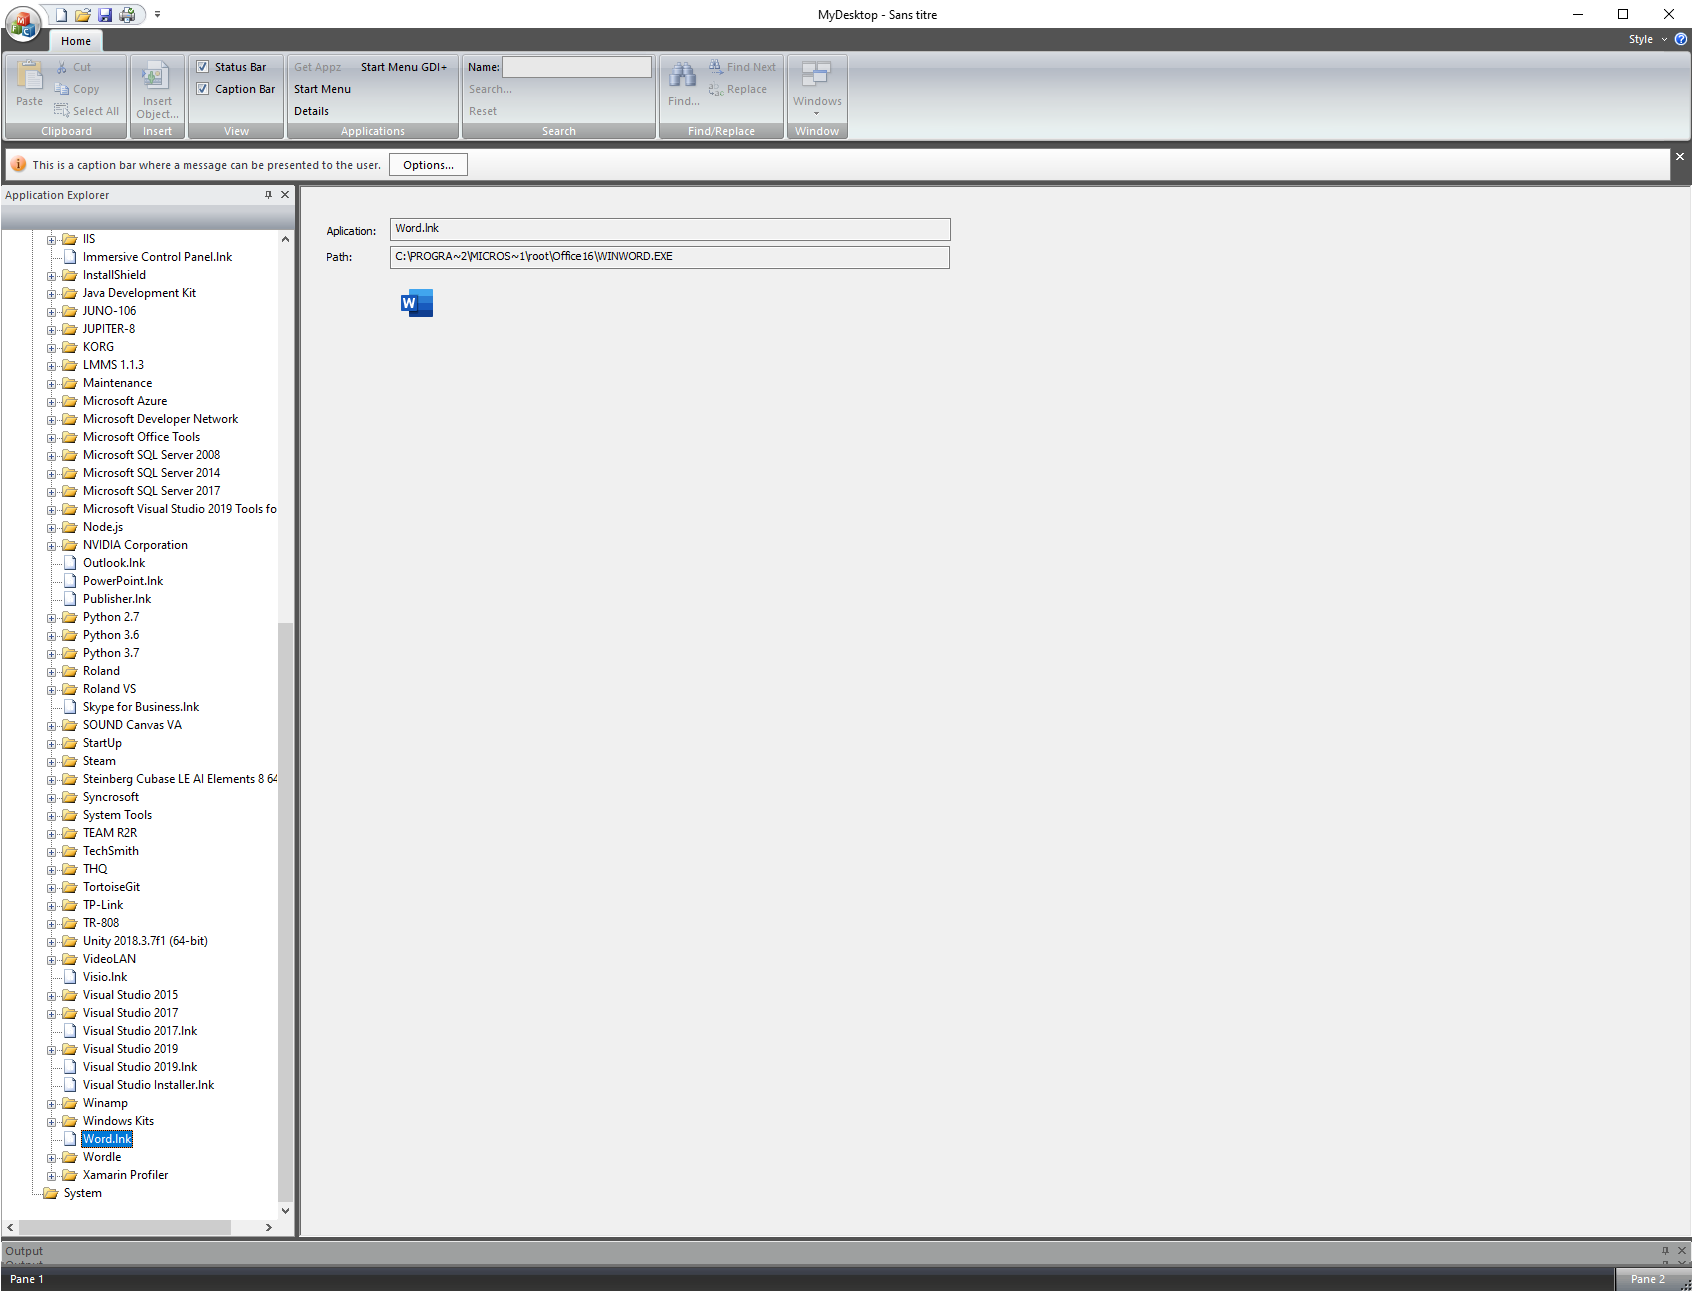 MyDesktop - Sans titre
Home
Style
Paste
Cut
Copy
Select All
Clipboard
Insert
Object...
Insert
Status Bar
Caption Bar
View
Get Appz
Start Menu GDI+
Start Menu
Details
Applications
Name:
Search...
Reset
Search
Find...
Find Next
Replace
Find/Replace
Windows
Window
This is a caption bar where a message can be presented to the user.
Options...
Application Explorer
IIS
Immersive Control Panel.lnk
InstallShield
Java Development Kit
JUNO-106
JUPITER-8
KORG
LMMS 1.1.3
Maintenance
Microsoft Azure
Microsoft Developer Network
Microsoft Office Tools
Microsoft SQL Server 2008
Microsoft SQL Server 2014
Microsoft SQL Server 2017
Microsoft Visual Studio 2019 Tools fo
Node.js
NVIDIA Corporation
Outlook.lnk
PowerPoint.lnk
Publisher.lnk
Python 2.7
Python 3.6
Python 3.7
Roland
Roland VS
Skype for Business.lnk
SOUND Canvas VA
StartUp
Steam
Steinberg Cubase LE AI Elements 8 64
Syncrosoft
System Tools
TEAM R2R
TechSmith
THQ
TortoiseGit
TP-Link
TR-808
Unity 2018.3.7f1 (64-bit)
VideoLAN
Visio.lnk
Visual Studio 2015
Visual Studio 2017
Visual Studio 2017.lnk
Visual Studio 2019
Visual Studio 2019.lnk
Visual Studio Installer.lnk
Winamp
Windows Kits
Word.lnk
Wordle
Xamarin Profiler
System
Aplication:
Word.lnk
Path:
C:\PROGRA~2\MICROS~1\root\Office16\WINWORD.EXE
W
Output
Output
Pane 1
Pane 2